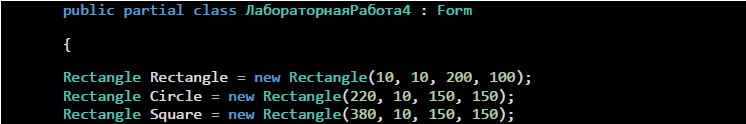 public partial class ЛабораторнаяРабота4 : Form
{
Rectangle Rectangle = new Rectangle(10, 10, 200, 100);
Rectangle Circle = new Rectangle(220, 10, 150, 150);
Rectangle Square = new Rectangle(380, 10, 150, 150);